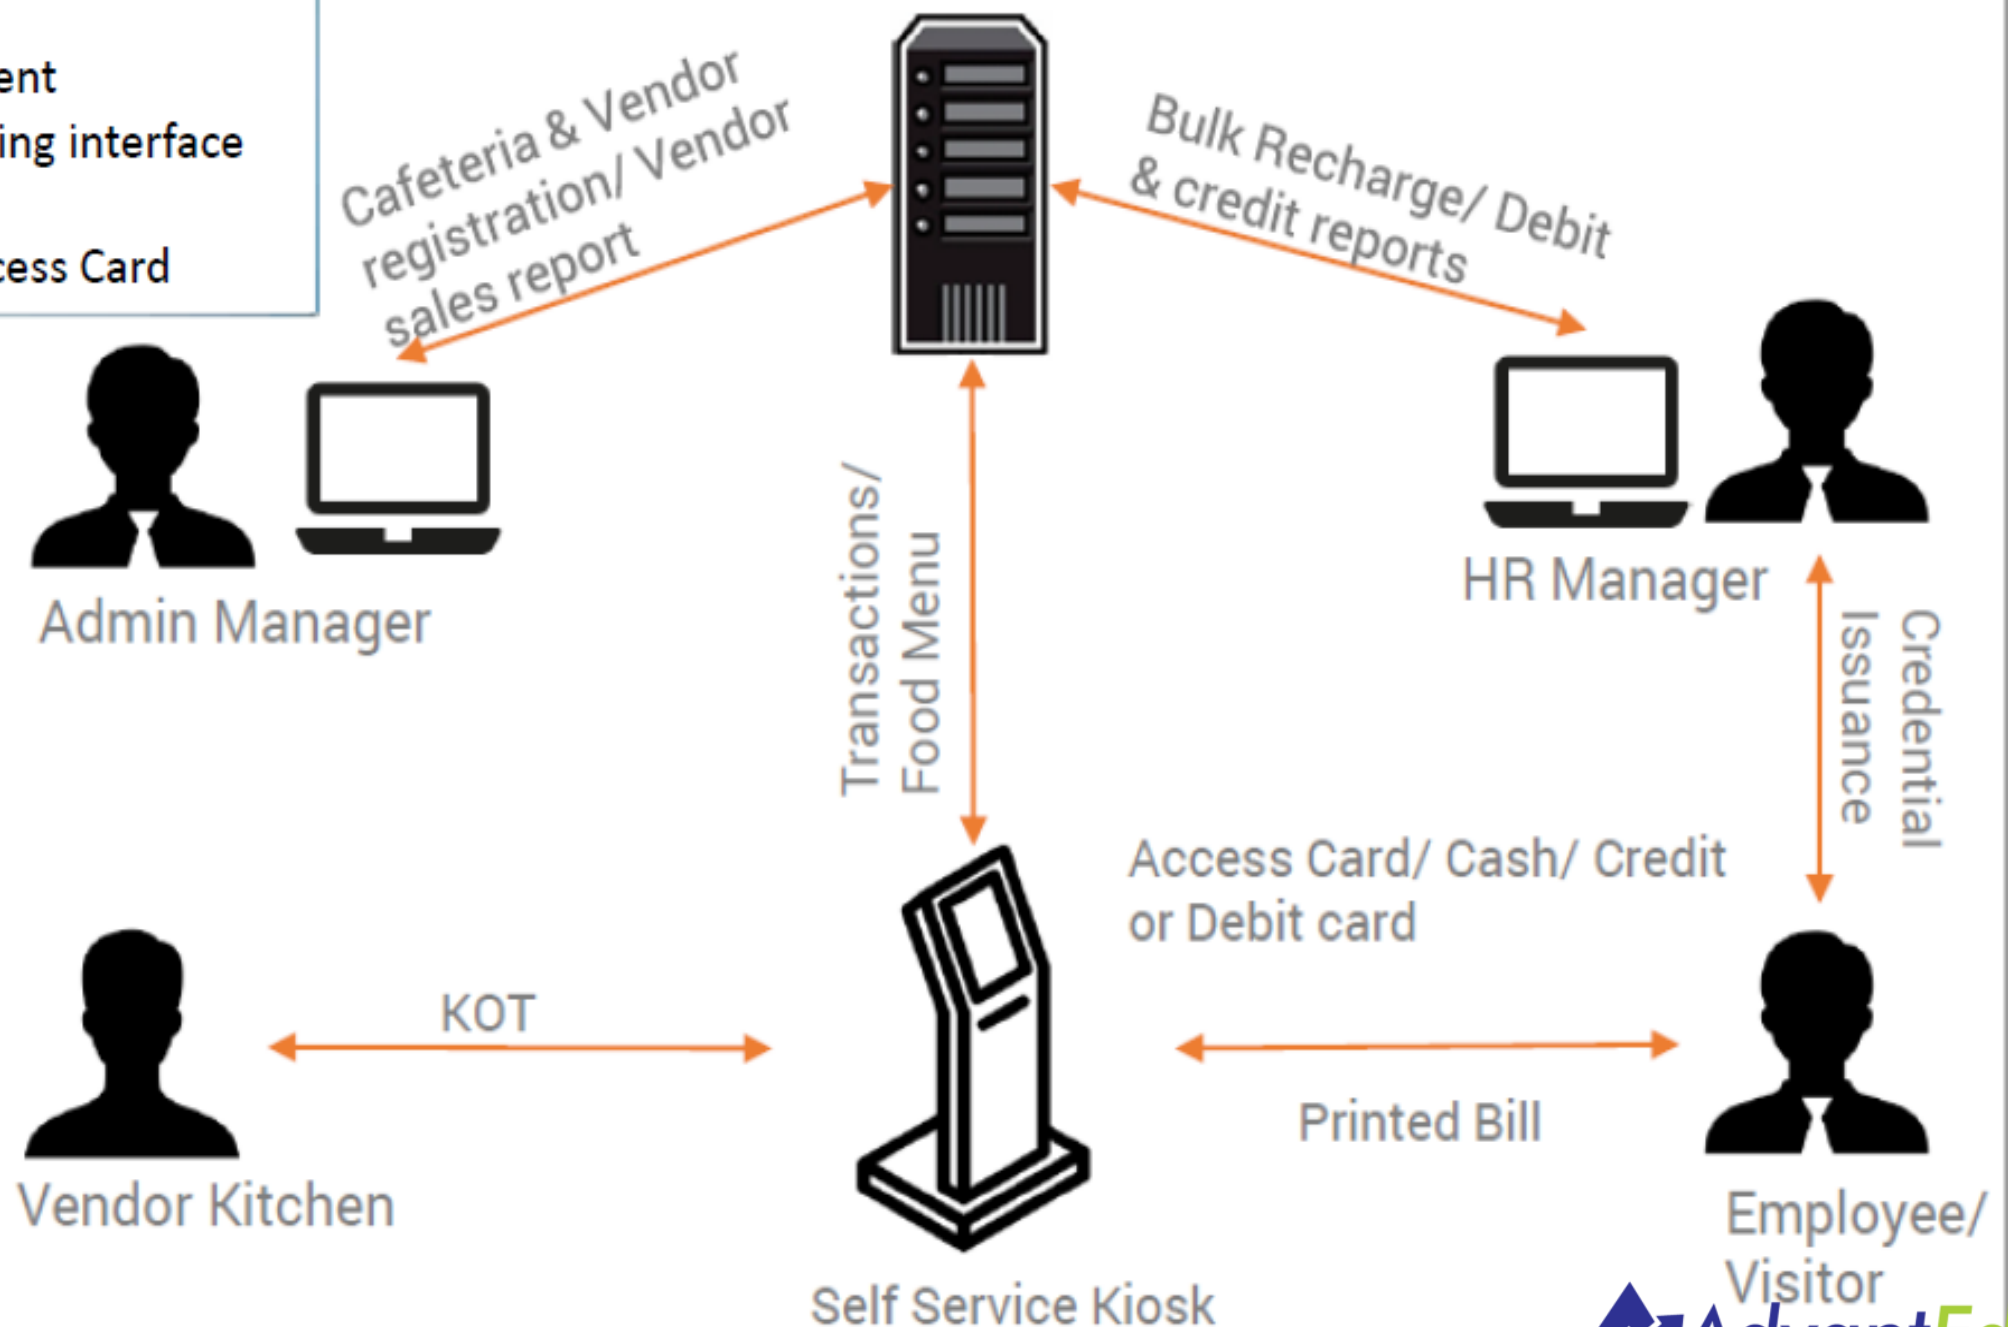 ent
ing interface
cess Card
Cafeteria & Vendor
registration/ Vendor
sales report
Bulk Recharge/ Debit
& credit reports
Admin Manager
HR Manager
Transactions/
Food Menu
Credential
Issuance
Access Card/ Cash/ Credit
or Debit card
KOT
Printed Bill
Vendor Kitchen
Self Service Kiosk
Employee/
Visitor